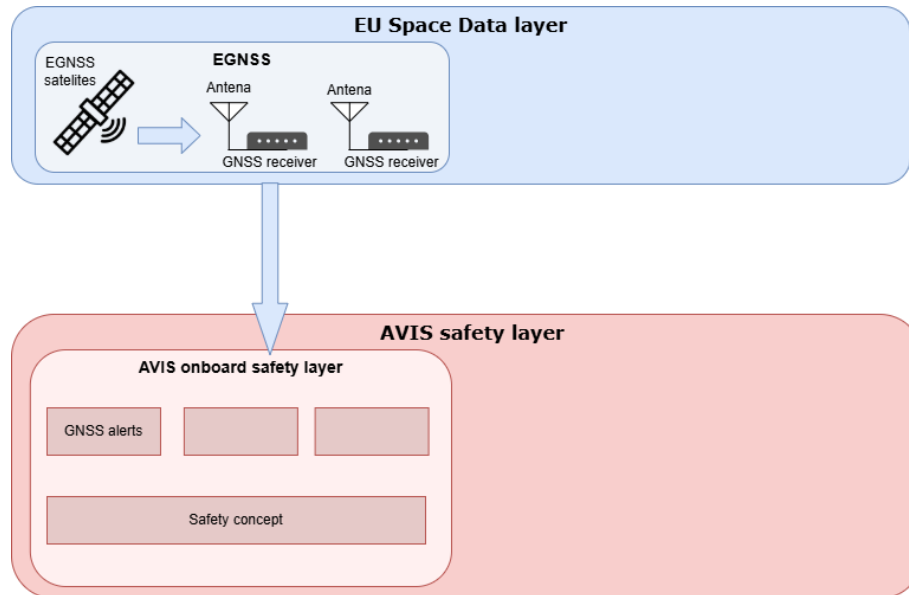 EU Space Data layer
EGNSS
satelites
EGNSS
Antena
Antena
GNSS receiver
GNSS receiver
AVIS safety layer
AVIS onboard safety layer
GNSS alerts
Safety concept